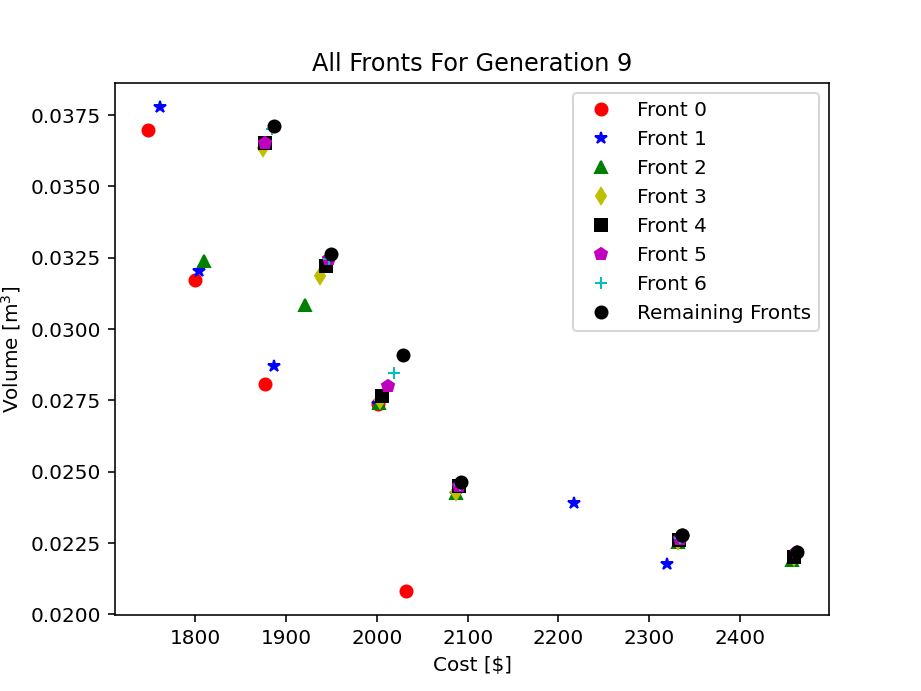 All Fronts For Generation 9
0.0375
0.0350
0.0325
0.0300
0.0275
0.0250
0.0225
0.0200
Volume [m³]
Front 0
Front 1
Front 2
Front 3
Front 4
Front 5
Front 6
Remaining Fronts
1800 1900 2000 2100 2200 2300 2400
Cost [$]